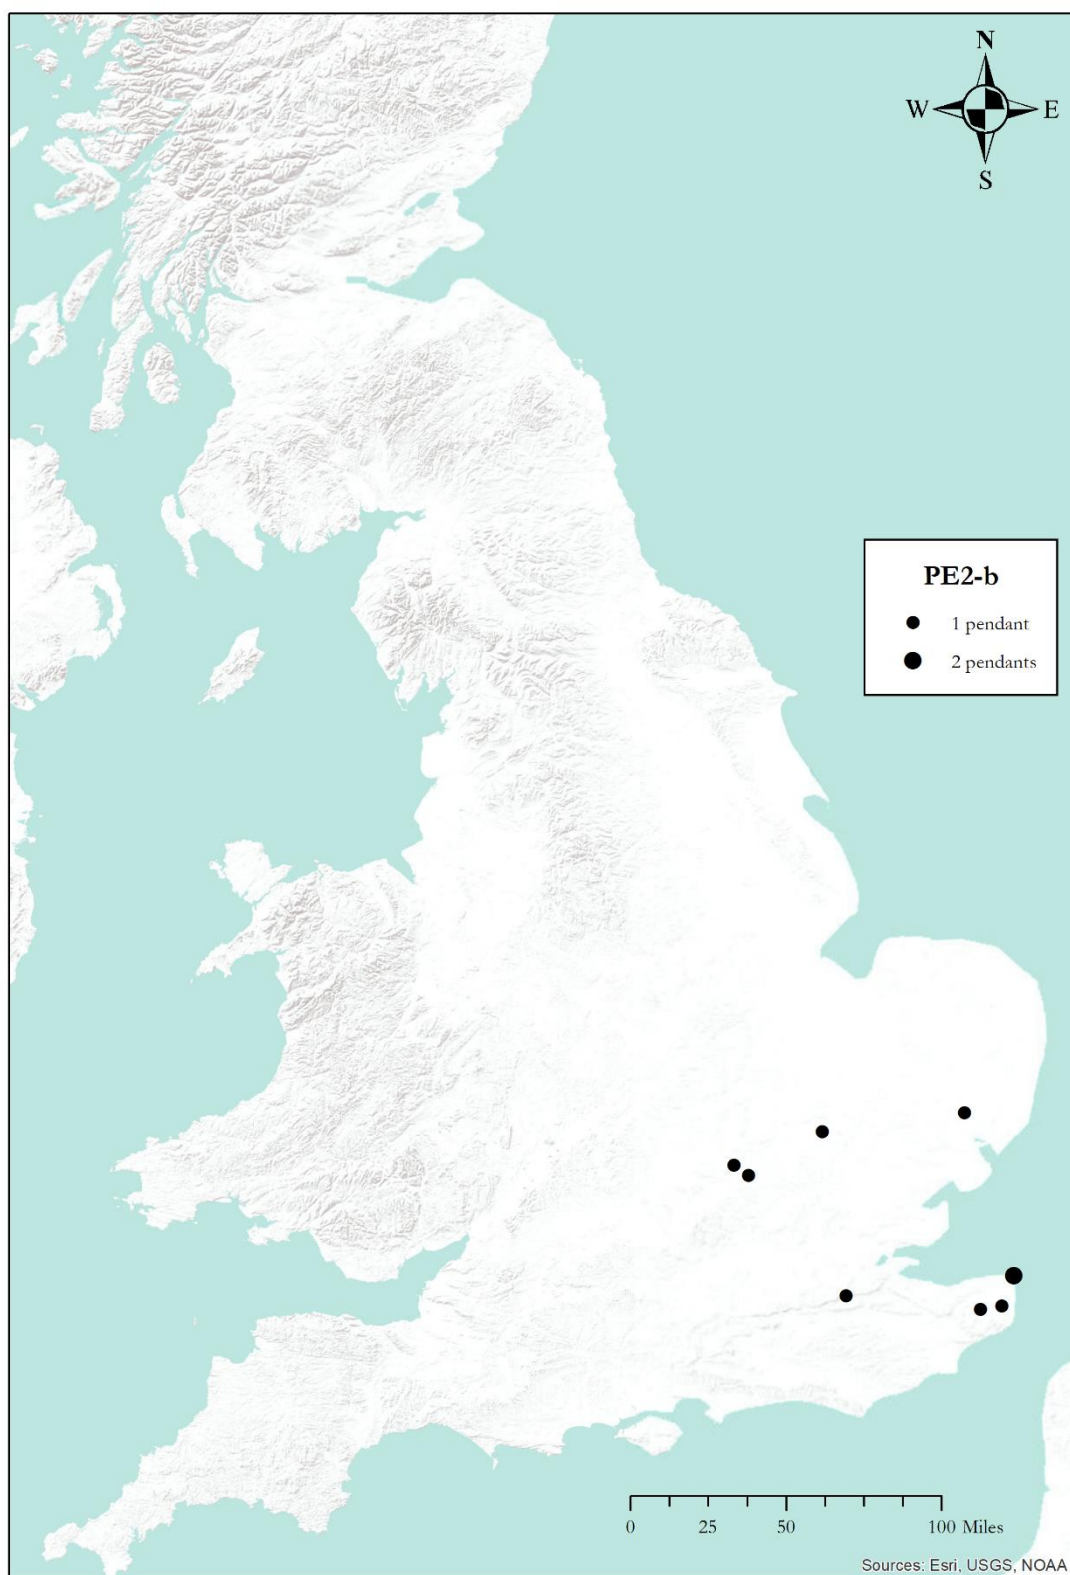 N
W E
S
PE2-b
1 pendant
2 pendants
0 25 50 100 Miles
Sources: Esri, USGS, NOAA